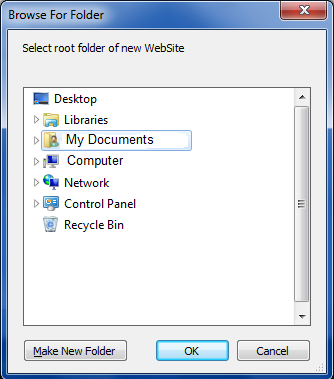 Browse For Folder
Select root folder of new WebSite
Desktop
Libraries
My Documents
Computer
Network
Control Panel
Recycle Bin
Make New Folder
OK
Cancel